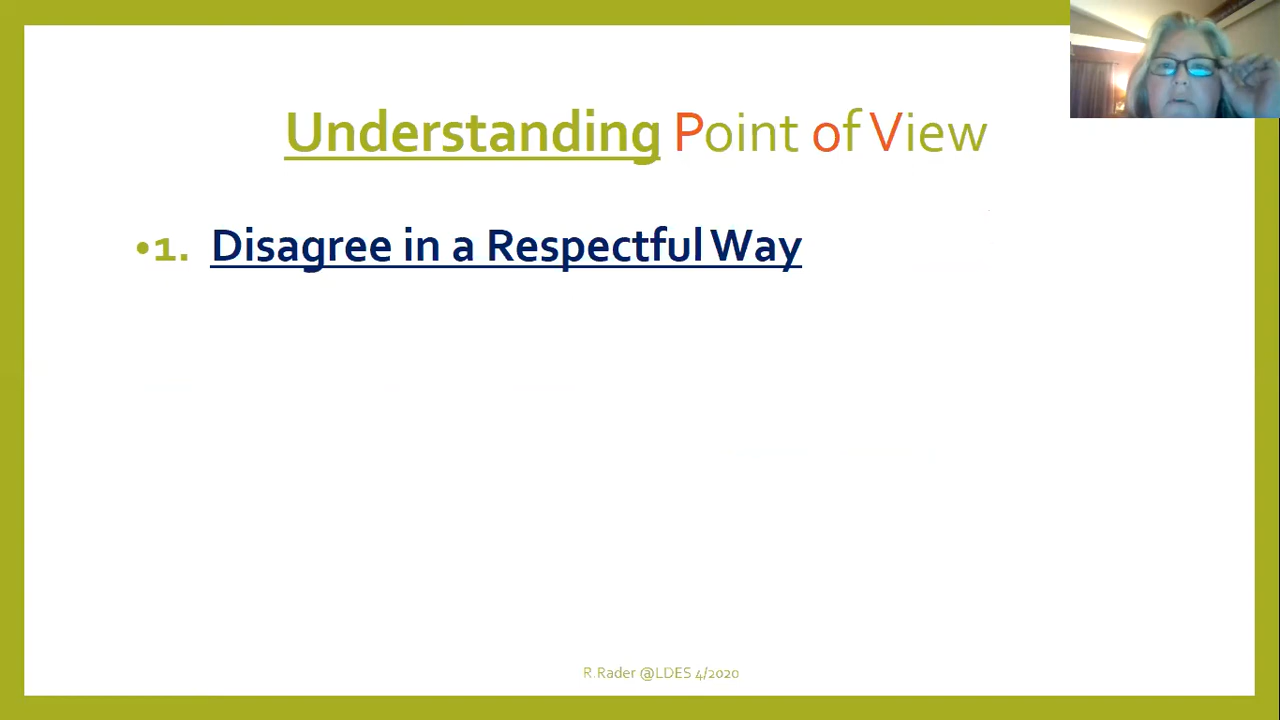 Understanding Point of View
•1. Disagree in a Respectful Way
R.Rader @LDES 4/2020